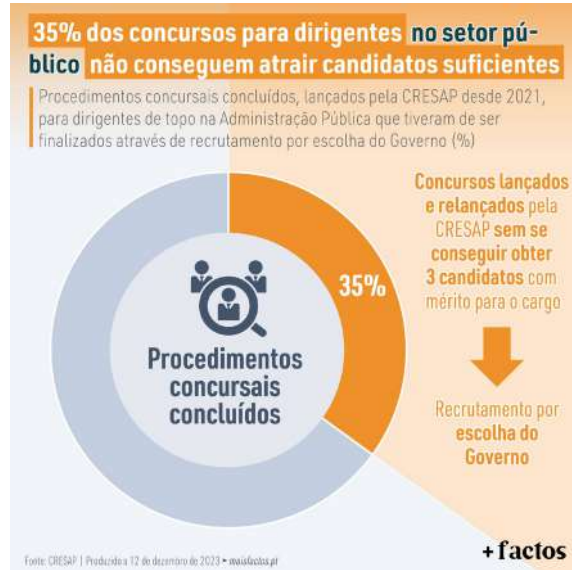 35% dos concursos para dirigentes no setor pú-
blico não conseguem atrair candidatos suficientes
Procedimentos concursais concluídos, lançados pela CRESAP desde 2021,
para dirigentes de topo na Administração Pública que tiveram de ser
finalizados através de recrutamento por escolha do Governo (%)
Concursos lançados
e relançados pela
CRESAP sem se
conseguir obter
3 candidatos com
mérito para o cargo
35%
Procedimentos
concursais
concluídos
Recrutamento por
escolha do
Governo
Fonte: CRESAP | Produzido a 12 de dezembro de 2023 • maisfactos.pt
+factos